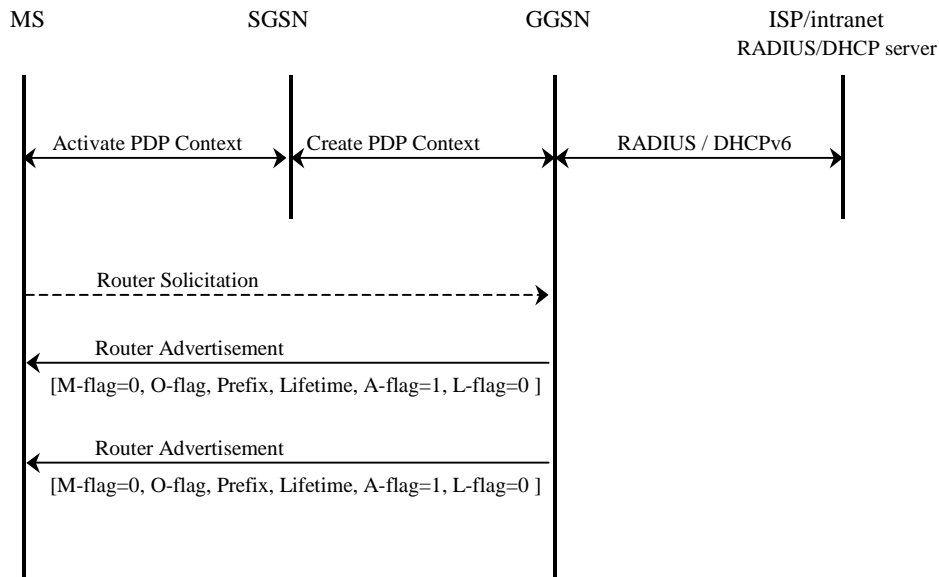 MS SGSN GGSN ISP/intranet
RADIUS/DHCP server
Activate PDP Context Create PDP Context RADIUS / DHCPv6
Router Solicitation
Router Advertisement
[M-flag=0, O-flag, Prefix, Lifetime, A-flag=1, L-flag=0 ]
Router Advertisement
[M-flag=0, O-flag, Prefix, Lifetime, A-flag=1, L-flag=0 ]